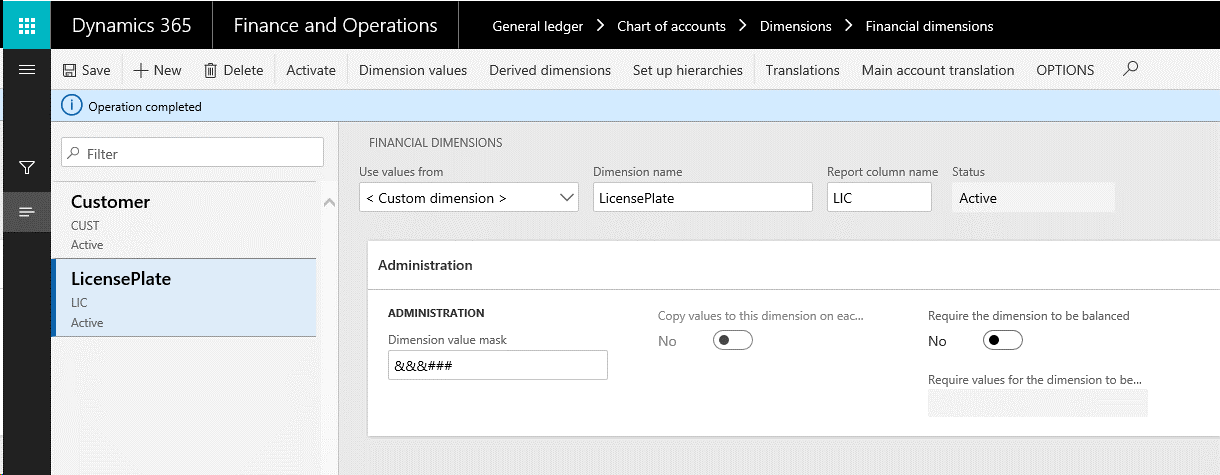 Dynamics 365 Finance and Operations General ledger > Chart of accounts > Dimensions > Financial dimensions
Save New Delete Activate Dimension values Derived dimensions Set up hierarchies Translations Main account translation OPTIONS
Operation completed
Filter
Customer
CUST
Active
LicensePlate
LIC
Active
FINANCIAL DIMENSIONS
Use values from Dimension name Report column name Status
< Custom dimension > LicensePlate LIC Active
Administration
ADMINISTRATION
Dimension value mask
&&&###
Copy values to this dimension on eac...
No
Require the dimension to be balanced
No
Require values for the dimension to be...